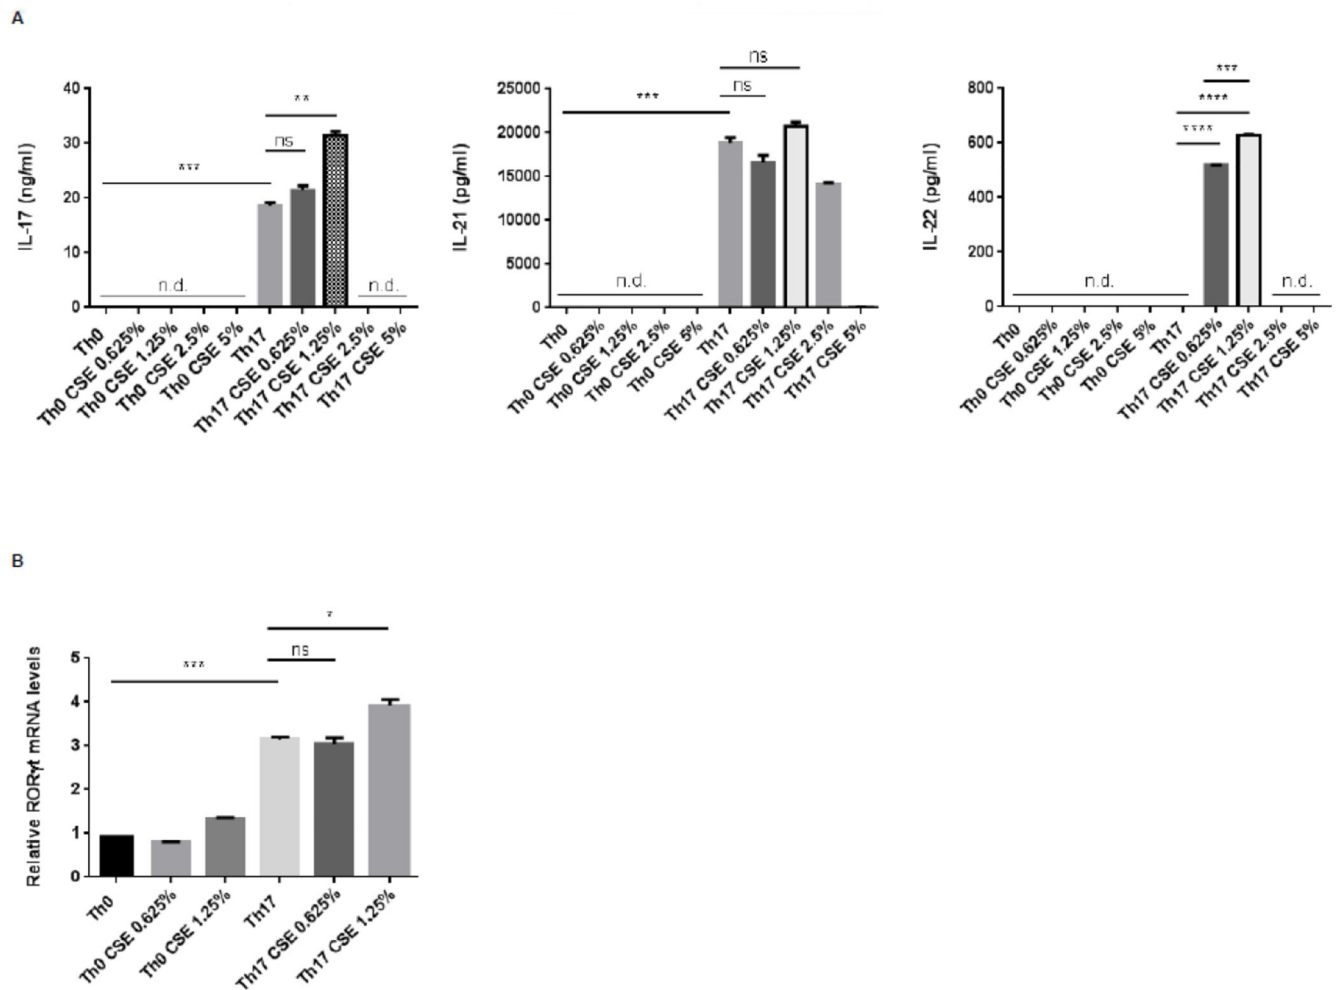 A
IL-17 (ng/ml)
40
30
20
10
0
***
**
ns
n.d.
n.d.
Th0
Th0 CSE 0.625%
Th0 CSE 1.25%
Th0 CSE 2.5%
Th0 CSE 5%
Th17
Th17 CSE 0.625%
Th17 CSE 1.25%
Th17 CSE 2.5%
Th17 CSE 5%
IL-21 (pg/ml)
25000
20000
15000
10000
5000
0
ns
ns
***
n.d.
Th0
Th0 CSE 0.625%
Th0 CSE 1.25%
Th0 CSE 2.5%
Th0 CSE 5%
Th17
Th17 CSE 0.625%
Th17 CSE 1.25%
Th17 CSE 2.5%
Th17 CSE 5%
IL-22 (pg/ml)
800
600
400
200
0
***
****
****
n.d.
n.d.
Th0
Th0 CSE 0.625%
Th0 CSE 1.25%
Th0 CSE 2.5%
Th0 CSE 5%
Th17
Th17 CSE 0.625%
Th17 CSE 1.25%
Th17 CSE 2.5%
Th17 CSE 5%
B
Relative RORγt mRNA levels
5
4
3
2
1
0
*
ns
***
Th0
Th0 CSE 0.625%
Th0 CSE 1.25%
Th17
Th17 CSE 0.625%
Th17 CSE 1.25%